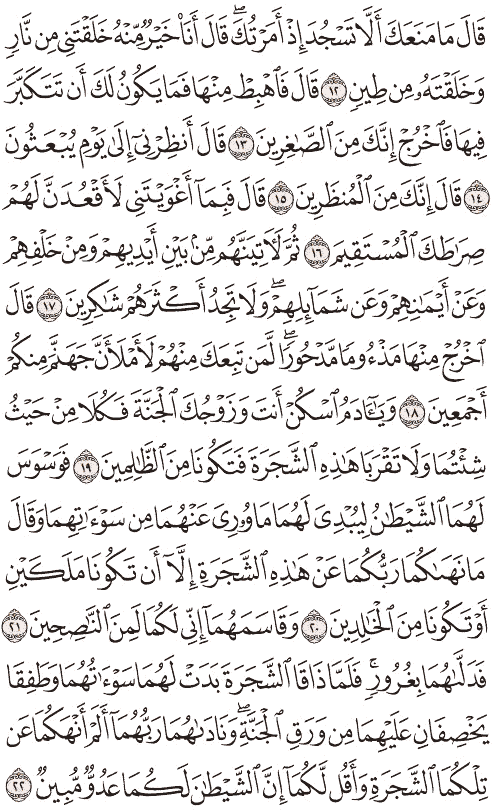 قَالَ مَا مَنَعَكَ أَلَّا تَسْجُدَ إِذْ أَمَرْتُكَ ۖ قَالَ أَنَا۠ خَيْرٌ مِّنْهُ خَلَقْتَنِي مِن نَّارٍ
وَخَلَقْتَهُۥ مِن طِينٍ ١٢ قَالَ فَٱهْبِطْ مِنْهَا فَمَا يَكُونُ لَكَ أَن تَتَكَبَّرَ
فِيهَا فَٱخْرُجْ إِنَّكَ مِنَ ٱلصَّـٰغِرِينَ ١٣ قَالَ أَنظِرْنِىٓ إِلَىٰ يَوْمِ يُبْعَثُونَ
١٤ قَالَ إِنَّكَ مِنَ ٱلْمُنظَرِينَ ١٥ قَالَ فَبِمَآ أَغْوَيْتَنِى لَأَقْعُدَنَّ لَهُمْ
صِرَٰطَكَ ٱلْمُسْتَقِيمَ ١٦ ثُمَّ لَـَٔاتِيَنَّهُم مِّنۢ بَيْنِ أَيْدِيهِمْ وَمِنْ خَلْفِهِمْ
وَعَنْ أَيْمَـٰنِهِمْ وَعَن شَمَآئِلِهِمْ ۖ وَلَا تَجِدُ أَكْثَرَهُمْ شَـٰكِرِينَ ١٧ قَالَ
ٱخْرُجْ مِنْهَا مَذْءُومًا مَّدْحُورًا ۖ لَّمَن تَبِعَكَ مِنْهُمْ لَأَمْلَأَنَّ جَهَنَّمَ مِنكُمْ
أَجْمَعِينَ ١٨ وَيَـٰٓـَٔادَمُ ٱسْكُنْ أَنتَ وَزَوْجُكَ ٱلْجَنَّةَ فَكُلَا مِنْ حَيْثُ
شِئْتُمَا وَلَا تَقْرَبَا هَـٰذِهِ ٱلشَّجَرَةَ فَتَكُونَا مِنَ ٱلظَّـٰلِمِينَ ١٩ فَوَسْوَسَ
لَهُمَا ٱلشَّيْطَـٰنُ لِيُبْدِىَ لَهُمَا مَا وُۥرِىَ عَنْهُمَا مِن سَوْءَٰتِهِمَا وَقَالَ
مَا نَهَىٰكُمَا رَبُّكُمَا عَنْ هَـٰذِهِ ٱلشَّجَرَةِ إِلَّآ أَن تَكُونَا مَلَكَيْنِ
أَوْ تَكُونَا مِنَ ٱلْخَـٰلِدِينَ ٢٠ وَقَاسَمَهُمَآ إِنِّى لَكُمَا لَمِنَ ٱلنَّـٰصِحِينَ ٢١
فَدَلَّىٰهُمَا بِغُرُورٍ ۚ فَلَمَّا ذَاقَا ٱلشَّجَرَةَ بَدَتْ لَهُمَا سَوْءَٰتُهُمَا وَطَفِقَا
يَخْصِفَانِ عَلَيْهِمَا مِن وَرَقِ ٱلْجَنَّةِ ۖ وَنَادَىٰهُمَا رَبُّهُمَآ أَلَمْ أَنْهَكُمَا عَن
تِلْكُمَا ٱلشَّجَرَةِ وَأَقُل لَّكُمَآ إِنَّ ٱلشَّيْطَـٰنَ لَكُمَا عَدُوٌّ مُّبِينٌ ٢٢